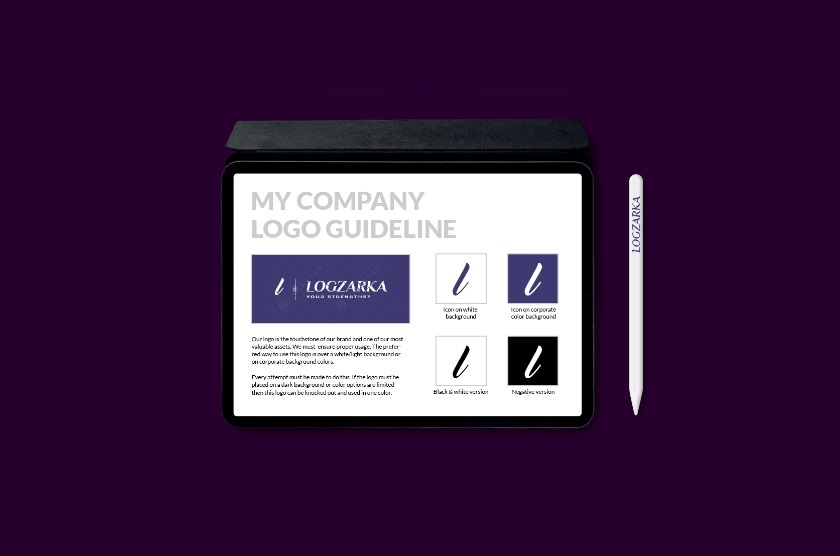 MY COMPANY
LOGO GUIDELINE
l LOGZARKA
YOUR STRENGTHS?
Our logo is the touchstone of our brand and one of our most
valuable assets. We must ensure proper usage. The prefer-
red way to use this logo is over a white/light background or
on corporate background colors.
Every attempt must be made to do this. If the logo must be
placed on a dark background or color options are limited
then this logo can be knocked out and used in one color.
l
Icon on white
background
l
Icon on corporate
color background
l
Black & white version
l
Negative version
LOGZARKA